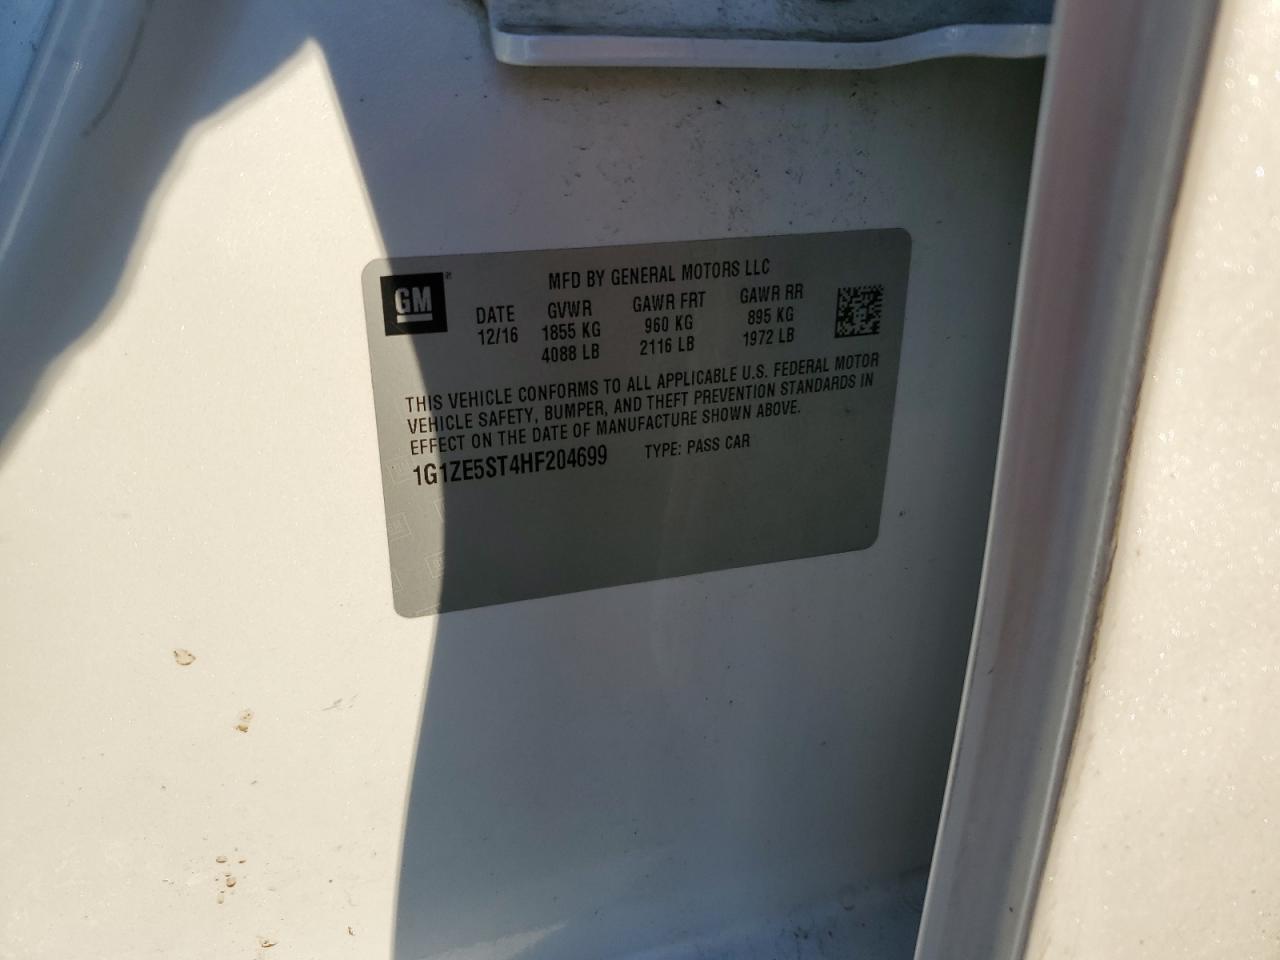 GM
MFD BY GENERAL MOTORS LLC
DATE GVWR GAWR FRT GAWR RR
12/16 1855 KG 960 KG 895 KG
4088 LB 2116 LB 1972 LB
THIS VEHICLE CONFORMS TO ALL APPLICABLE U.S. FEDERAL MOTOR
VEHICLE SAFETY, BUMPER, AND THEFT PREVENTION STANDARDS IN
EFFECT ON THE DATE OF MANUFACTURE SHOWN ABOVE.
1G1ZE5ST4HF204699 TYPE: PASS CAR